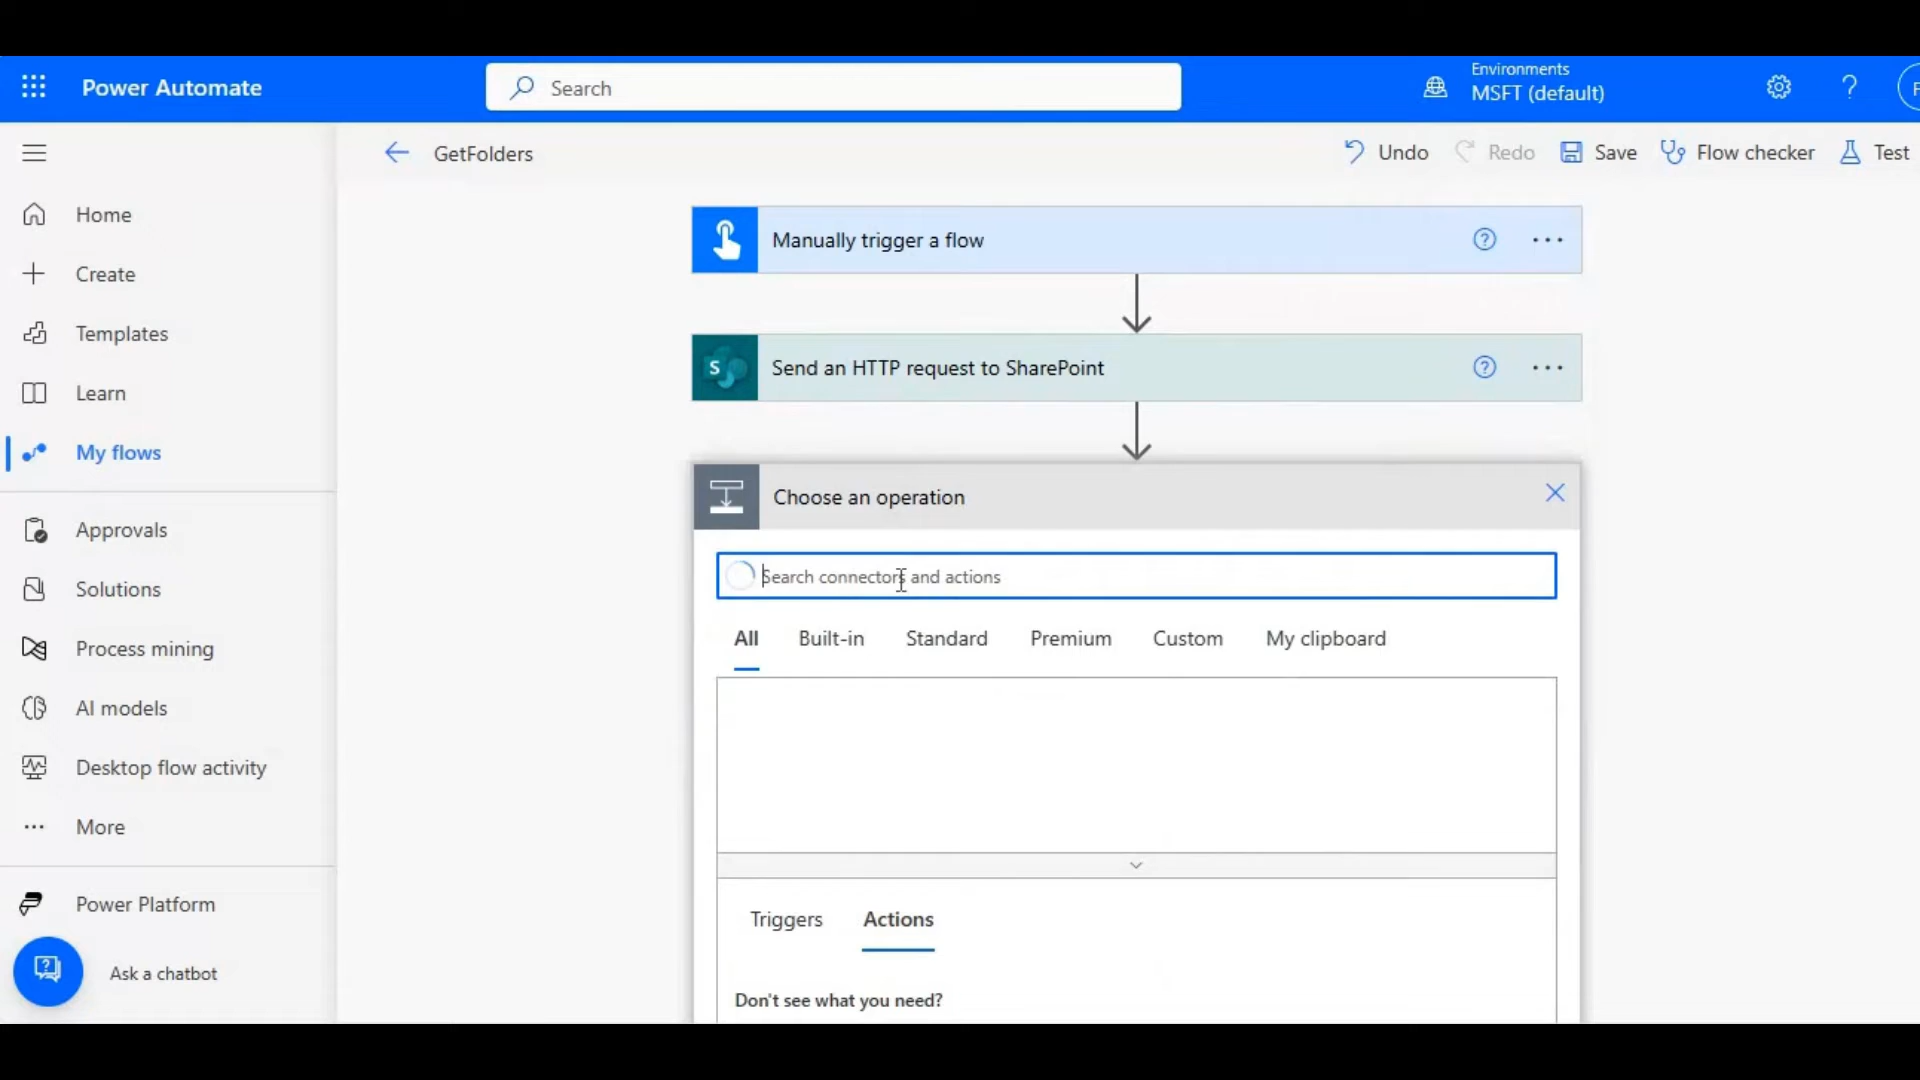 Power Automate
Search
Environments
MSFT (default)
?
GetFolders
Undo
Redo
Save
Flow checker
Test
Home
Create
Templates
Learn
My flows
Approvals
Solutions
Process mining
AI models
Desktop flow activity
More
Power Platform
Ask a chatbot
Manually trigger a flow
Send an HTTP request to SharePoint
Choose an operation
Search connectors and actions
All Built-in Standard Premium Custom My clipboard
Triggers Actions
Don't see what you need?